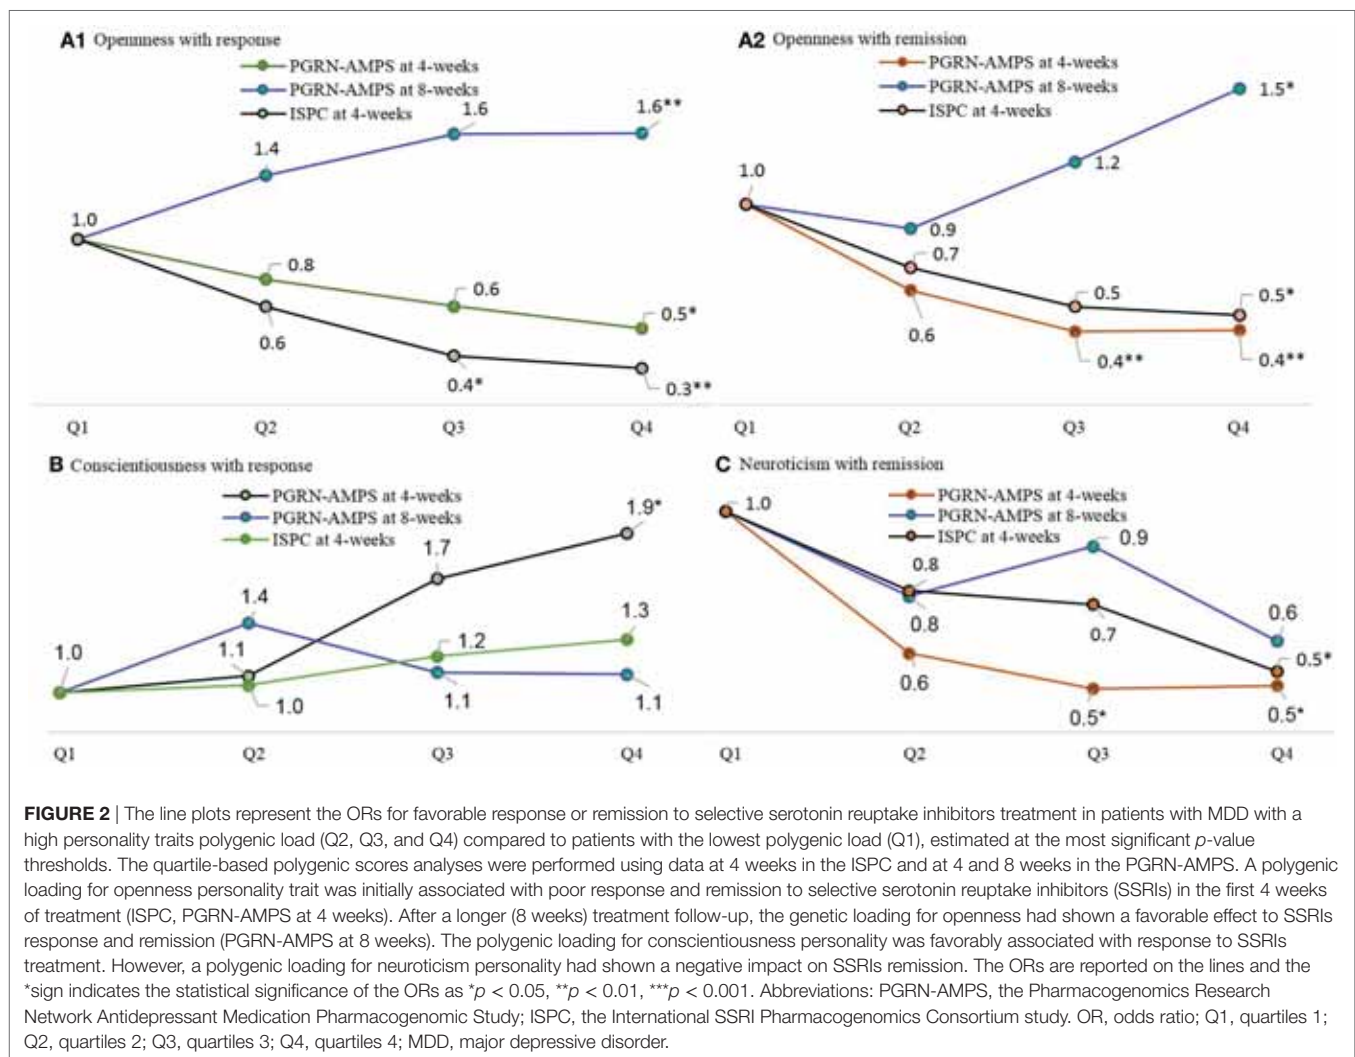 A1 Opennness with response
PGRN-AMPS at 4-weeks
PGRN-AMPS at 8-weeks
ISPC at 4-weeks
1.0
1.4
1.6
1.6**
0.8
0.6
0.5*
0.6
0.4*
0.3**
Q1
Q2
Q3
Q4
A2 Opennness with remission
PGRN-AMPS at 4-weeks
PGRN-AMPS at 8-weeks
ISPC at 4-weeks
1.0
0.9
1.2
1.5*
0.7
0.5
0.5*
0.6
0.4**
0.4**
Q1
Q2
Q3
Q4
B Conscientiousness with response
PGRN-AMPS at 4-weeks
PGRN-AMPS at 8-weeks
ISPC at 4-weeks
1.0
1.4
1.1
1.7
1.9*
1.0
1.2
1.3
1.1
1.1
Q1
Q2
Q3
Q4
C Neuroticism with remission
PGRN-AMPS at 4-weeks
PGRN-AMPS at 8-weeks
ISPC at 4-weeks
1.0
0.8
0.9
0.6
0.8
0.7
0.5*
0.6
0.5*
0.5*
Q1
Q2
Q3
Q4
FIGURE 2 | The line plots represent the ORs for favorable response or remission to selective serotonin reuptake inhibitors treatment in patients with MDD with a
high personality traits polygenic load (Q2, Q3, and Q4) compared to patients with the lowest polygenic load (Q1), estimated at the most significant p-value
thresholds. The quartile-based polygenic scores analyses were performed using data at 4 weeks in the ISPC and at 4 and 8 weeks in the PGRN-AMPS. A polygenic
loading for openness personality trait was initially associated with poor response and remission to selective serotonin reuptake inhibitors (SSRIs) in the first 4 weeks
of treatment (ISPC, PGRN-AMPS at 4 weeks). After a longer (8 weeks) treatment follow-up, the genetic loading for openness had shown a favorable effect to SSRIs
response and remission (PGRN-AMPS at 8 weeks). The polygenic loading for conscientiousness personality was favorably associated with response to SSRIs
treatment. However, a polygenic loading for neuroticism personality had shown a negative impact on SSRIs remission. The ORs are reported on the lines and the
*sign indicates the statistical significance of the ORs as *p < 0.05, **p < 0.01, ***p < 0.001. Abbreviations: PGRN-AMPS, the Pharmacogenomics Research
Network Antidepressant Medication Pharmacogenomic Study; ISPC, the International SSRI Pharmacogenomics Consortium study. OR, odds ratio; Q1, quartiles 1;
Q2, quartiles 2; Q3, quartiles 3; Q4, quartiles 4; MDD, major depressive disorder.